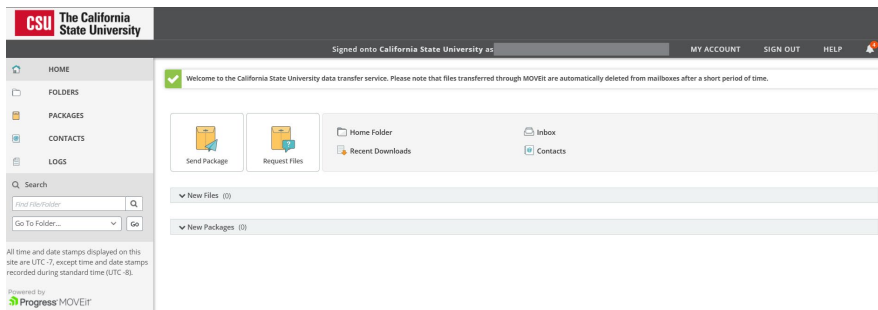 CSU The California
State University
Signed onto California State University as
MY ACCOUNT SIGN OUT HELP 4
HOME
FOLDERS
PACKAGES
CONTACTS
LOGS
Search
Find File/Folder
Go To Folder... Go
All time and date stamps displayed on this
site are UTC -7, except time and date stamps
recorded during standard time (UTC -8).
Powered by
Progress MOVEit
Welcome to the California State University data transfer service. Please note that files transferred through MOVEit are automatically deleted from mailboxes after a short period of time.
Send Package
Request Files
Home Folder
Inbox
Recent Downloads
Contacts
New Files (0)
New Packages (0)